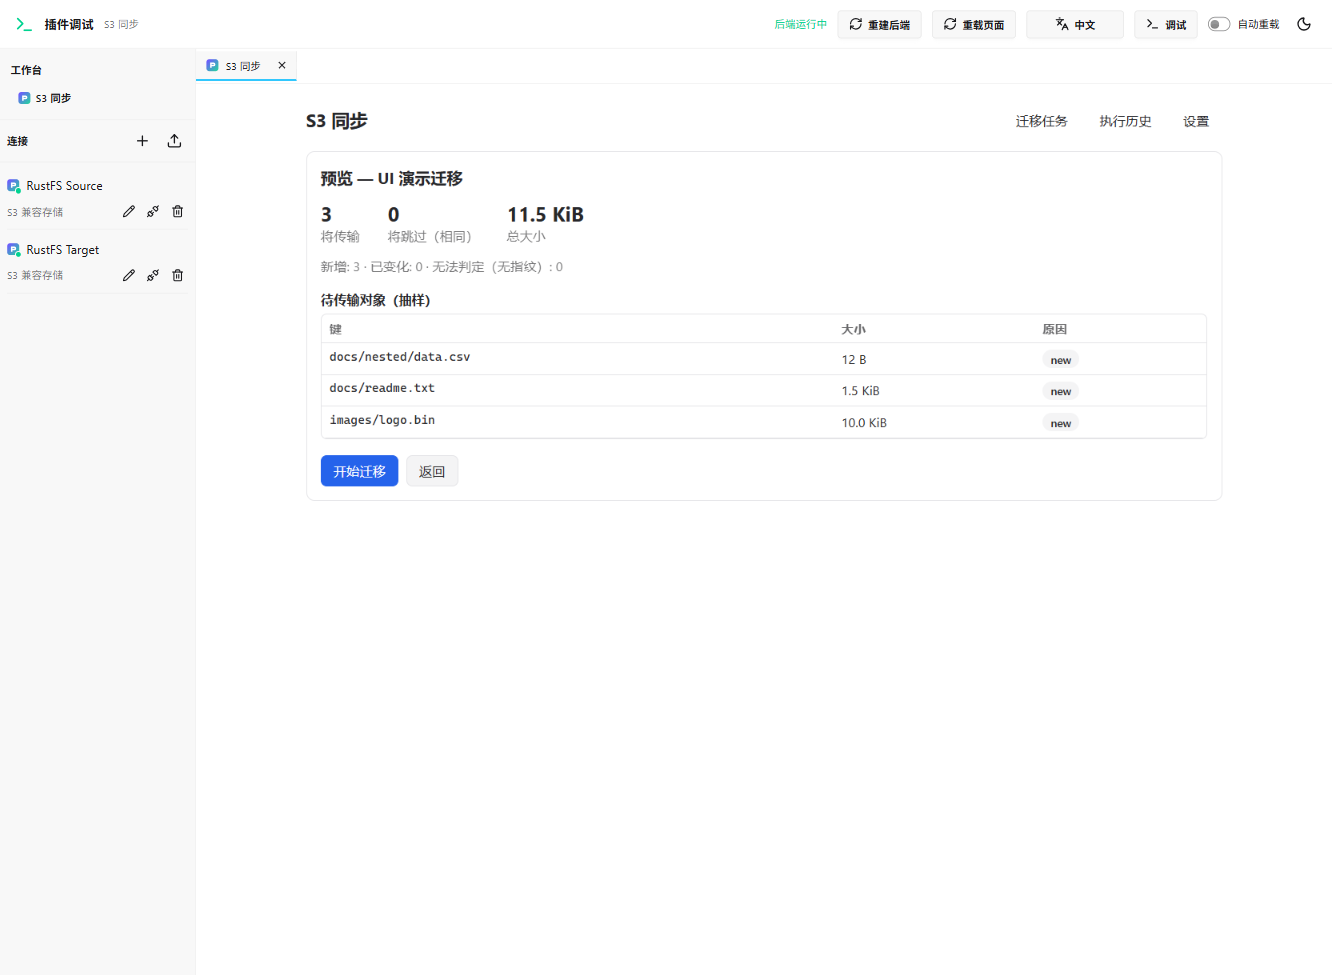 插件调试 S3 同步 后端运行中 重建后端 重载页面 中文 调试 自动重载
工作台
S3 同步
连接
RustFS Source
S3 兼容存储
RustFS Target
S3 兼容存储
S3 同步
S3 同步 迁移任务 执行历史 设置
预览 — UI 演示迁移
3 0 11.5 KiB
将传输 将跳过（相同） 总大小
新增: 3 · 已变化: 0 · 无法判定（无指纹）: 0
待传输对象（抽样）
键 大小 原因
docs/nested/data.csv 12 B new
docs/readme.txt 1.5 KiB new
images/logo.bin 10.0 KiB new
开始迁移 返回